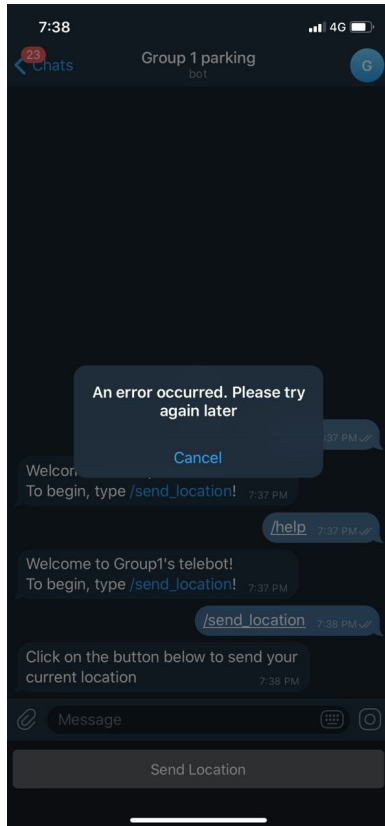 7:38
4G
23
Chats
Group 1 parking
bot
G
An error occurred. Please try
again later
Cancel
:37 PM
Welcom
To begin, type /send_location! 7:37 PM
/help 7:37 PM
Welcome to Group1's telebot!
To begin, type /send_location! 7:37 PM
/send_location 7:38 PM
Click on the button below to send your
current location 7:38 PM
Message
Send Location